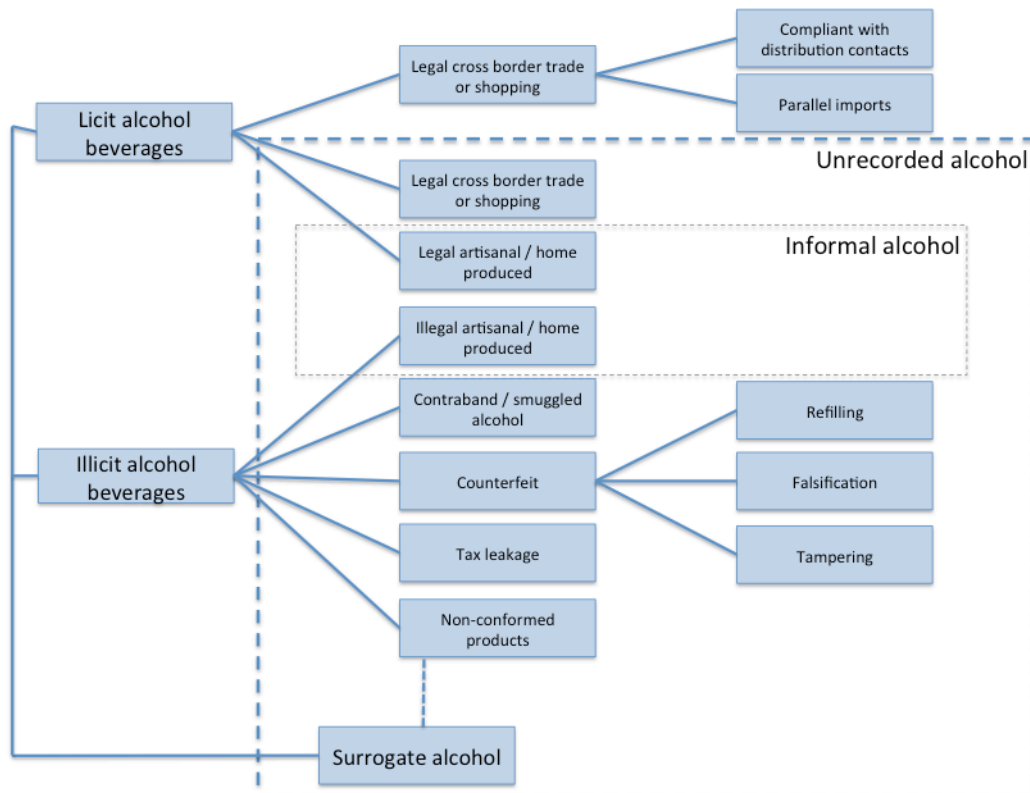 Compliant with
distribution contacts
Legal cross border trade
or shopping
Parallel imports
Licit alcohol
beverages
Unrecorded alcohol
Legal cross border trade
or shopping
Informal alcohol
Legal artisanal / home
produced
Illegal artisanal / home
produced
Contraband / smuggled
alcohol
Refilling
Illicit alcohol
beverages
Counterfeit
Falsification
Tax leakage
Tampering
Non-conformed
products
Surrogate alcohol